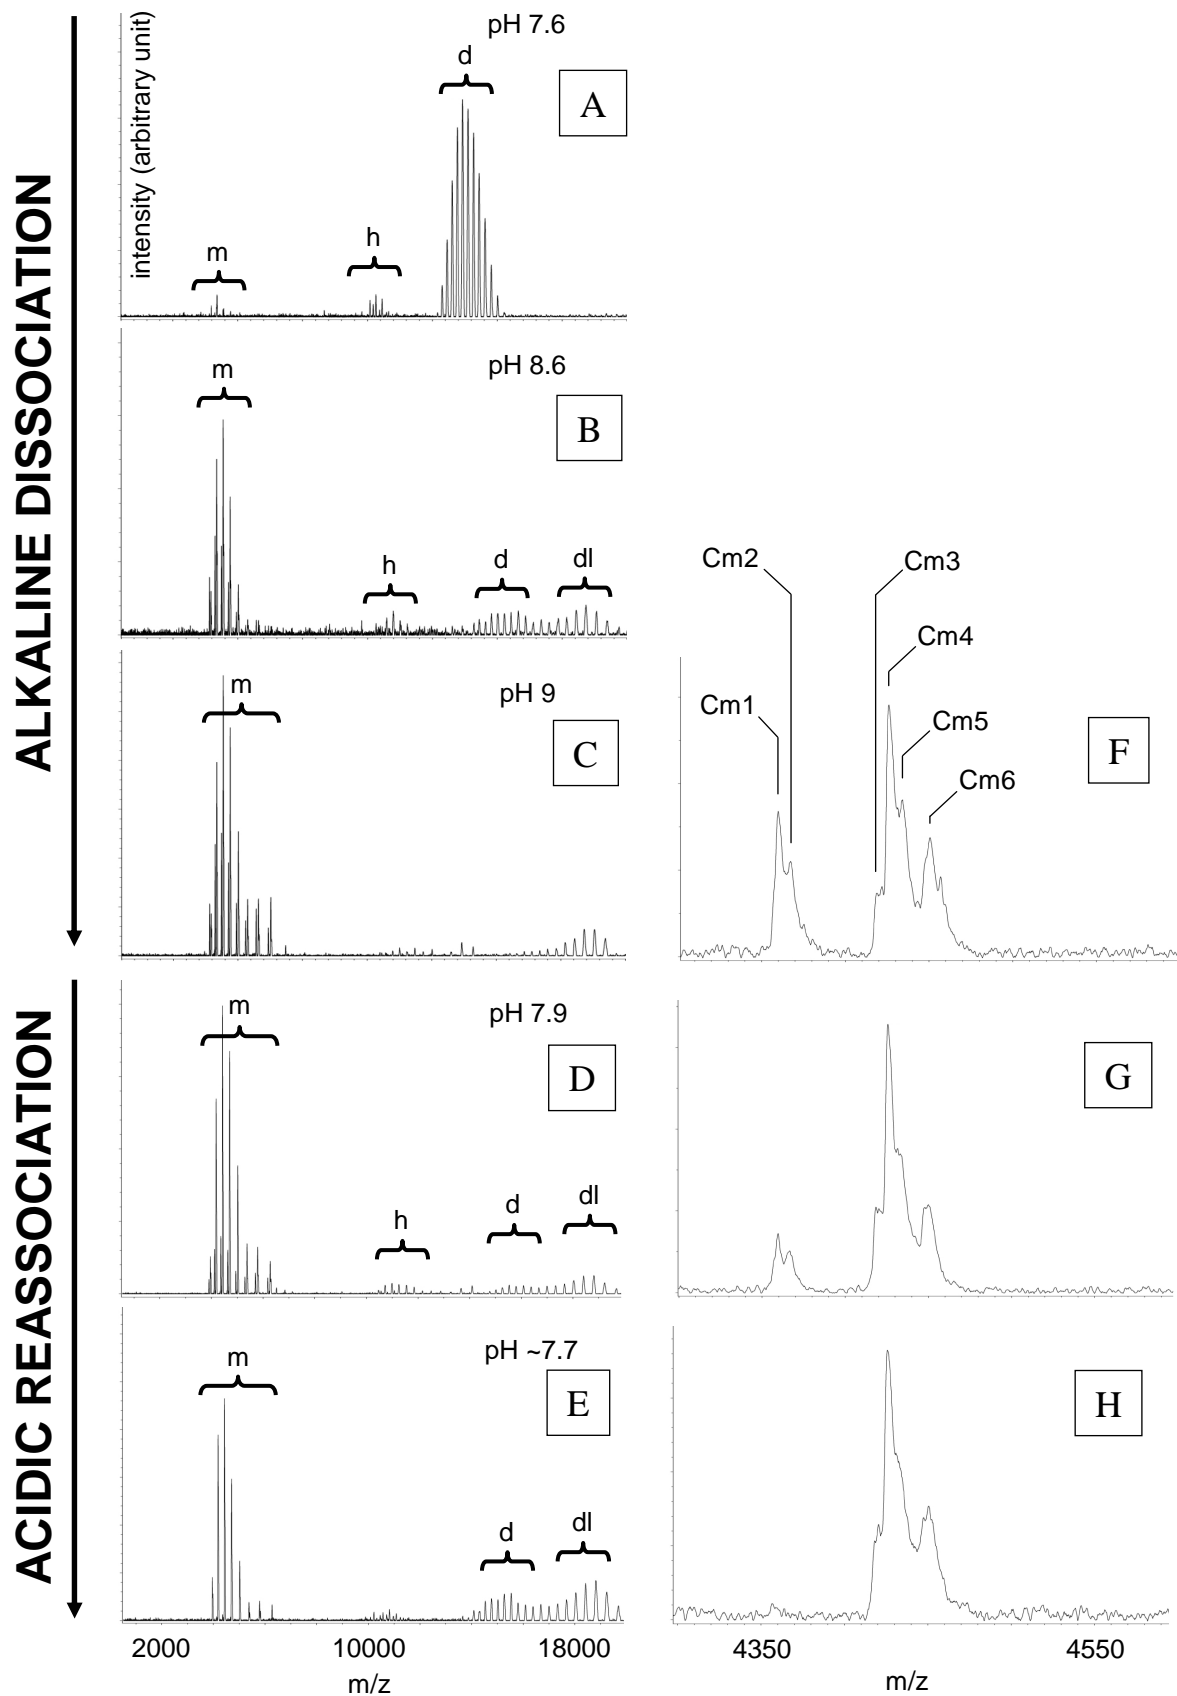 ALKALINE DISSOCIATION
intensity (arbitrary unit)
pH 7.6
d
A
m
h
pH 8.6
m
B
h
d
dl
pH 9
m
C
Cm2
Cm3
Cm4
Cm1
Cm5
F
Cm6
ACIDIC REASSOCIATION
m
pH 7.9
D
h
d
dl
G
pH ~7.7
m
E
d
dl
H
2000 10000 18000
m/z
4350 4550
m/z